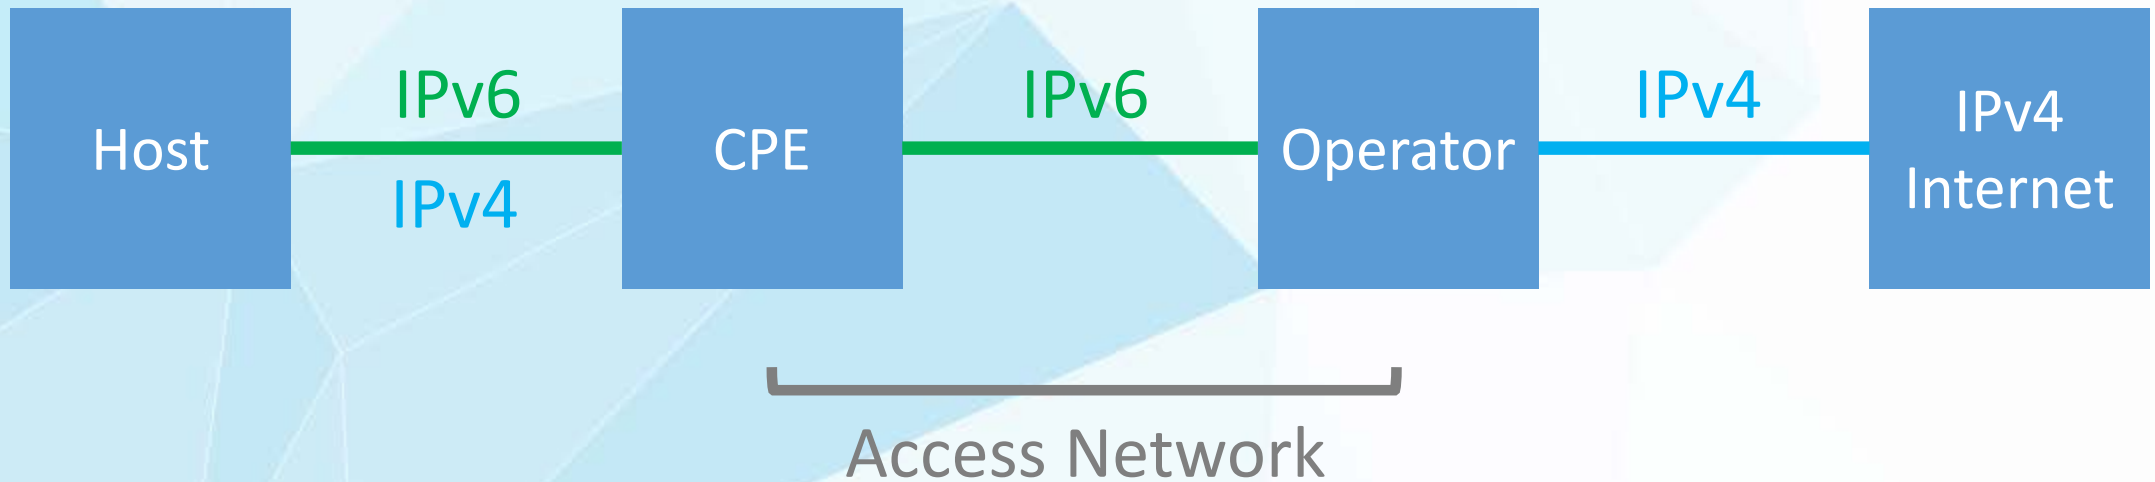 Host
IPv6
IPv4
CPE
IPv6
Operator
IPv4
IPv4
Internet
Access Network